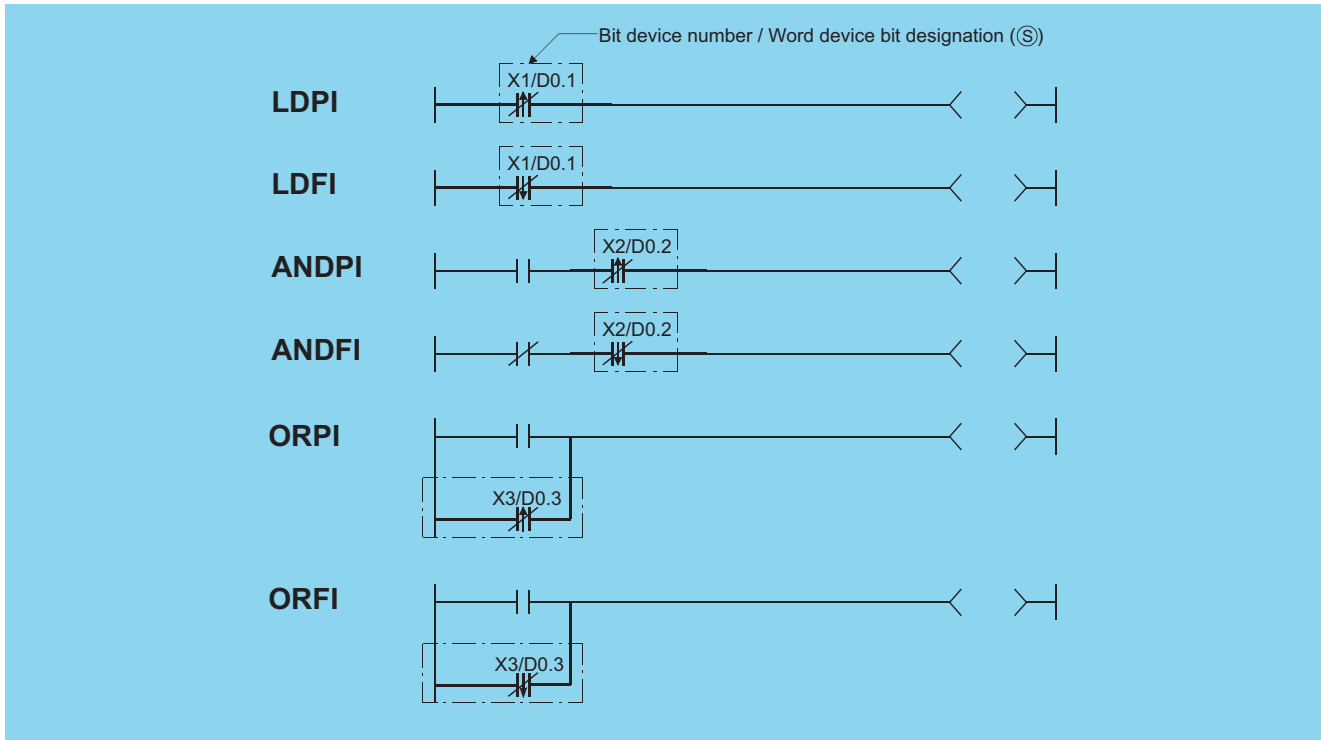 Bit device number / Word device bit designation (Ⓢ)
X1/D0.1
LDPI
X1/D0.1
LDFI
X2/D0.2
ANDPI
X2/D0.2
ANDFI
ORPI
X3/D0.3
ORFI
X3/D0.3